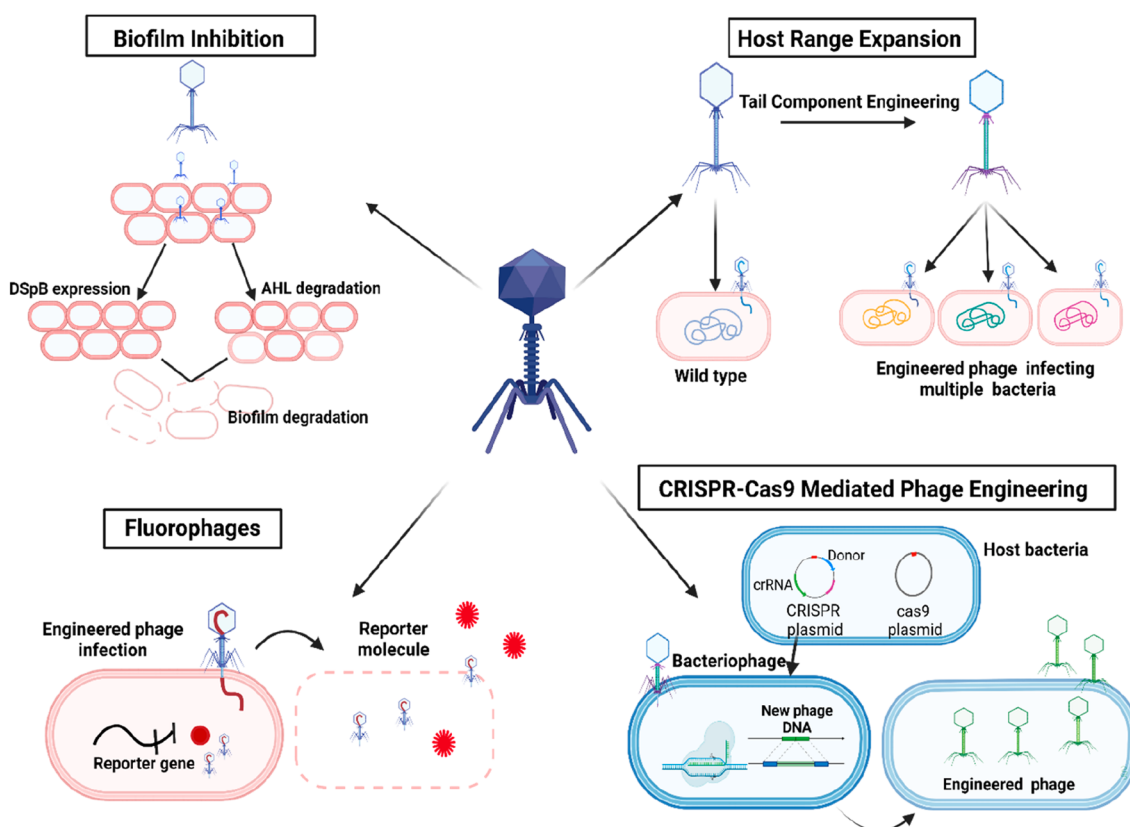 Biofilm Inhibition
DSpB expression
AHL degradation
Biofilm degradation
Host Range Expansion
Tail Component Engineering
Wild type
Engineered phage infecting
multiple bacteria
Fluorophages
Engineered phage
infection
Reporter gene
Reporter
molecule
CRISPR-Cas9 Mediated Phage Engineering
Host bacteria
Donor
crRNA
CRISPR
plasmid
cas9
plasmid
Bacteriophage
New phage
DNA
Engineered phage